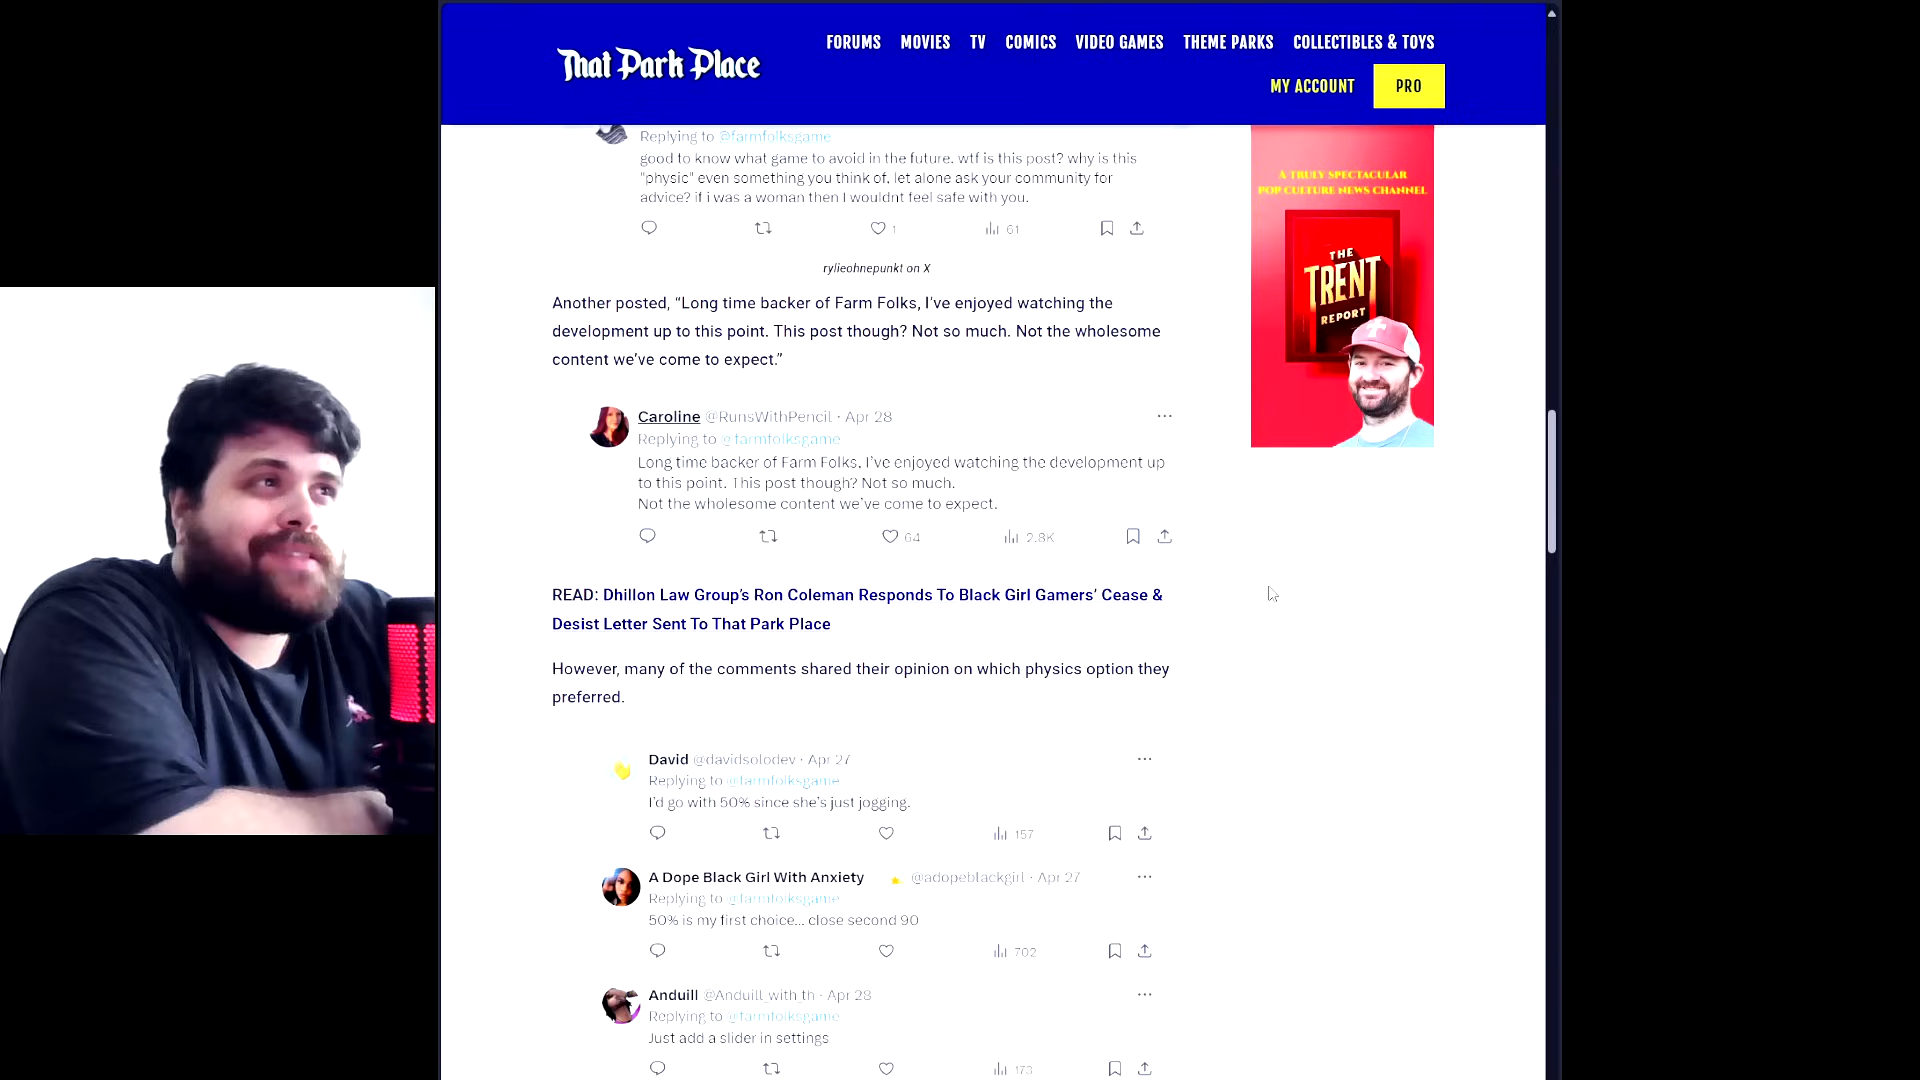 That Park Place
FORUMS MOVIES TV COMICS VIDEO GAMES THEME PARKS COLLECTIBLES & TOYS
MY ACCOUNT PRO
Replying to @farmfolksgame
good to know what game to avoid in the future. wtf is this post? why is this
"physic" even something you think of, let alone ask your community for
advice? if i was a woman then I wouldnt feel safe with you.
1 61
rylieohnepunkt on X
Another posted, “Long time backer of Farm Folks, I’ve enjoyed watching the
development up to this point. This post though? Not so much. Not the wholesome
content we’ve come to expect.”
Caroline @RunsWithPencil · Apr 28
Replying to @farmfolksgame
Long time backer of Farm Folks, I’ve enjoyed watching the development up
to this point. This post though? Not so much.
Not the wholesome content we’ve come to expect.
64 2.8K
READ: Dhillon Law Group’s Ron Coleman Responds To Black Girl Gamers’ Cease &
Desist Letter Sent To That Park Place
However, many of the comments shared their opinion on which physics option they
preferred.
David @davidsolodev · Apr 27
Replying to @farmfolksgame
I’d go with 50% since she’s just jogging.
157
A Dope Black Girl With Anxiety @adopeblackgirl · Apr 27
Replying to @farmfolksgame
50% is my first choice... close second 90
702
Anduill @Anduill_with_th · Apr 28
Replying to @farmfolksgame
Just add a slider in settings
173
A TRULY SPECTACULAR
POP CULTURE NEWS CHANNEL
THE
TRENT
REPORT